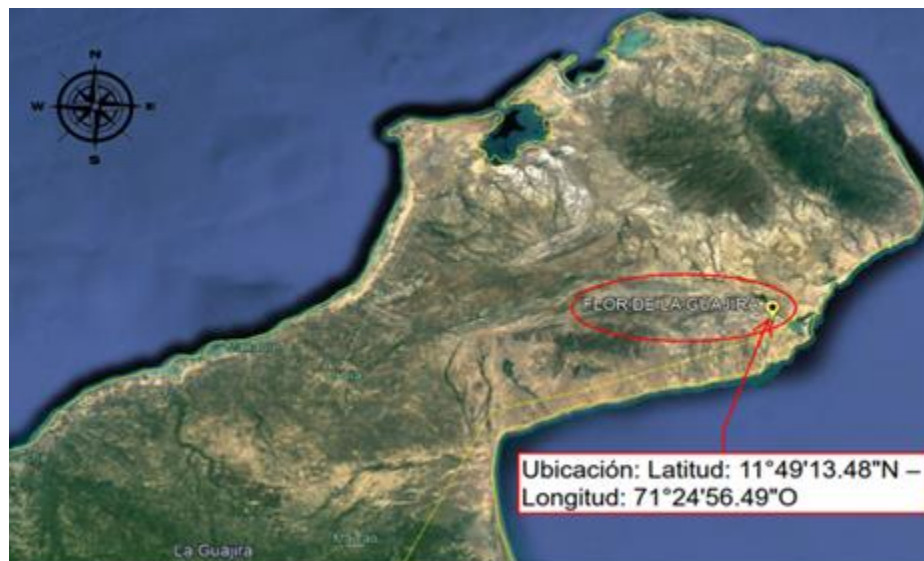 N
W E
S
FLOR DE LA GUAJIRA
Ubicación: Latitud: 11°49'13.48"N –
Longitud: 71°24'56.49"O
La Guajira